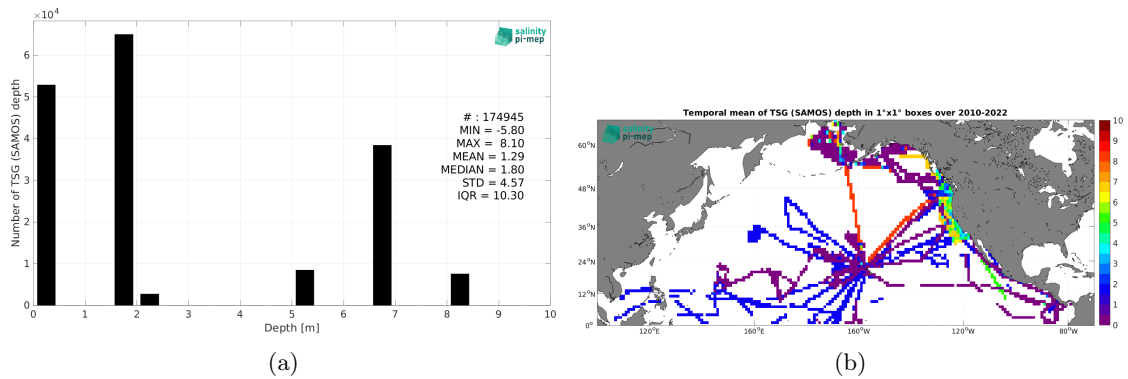 ×10⁴
salinity
pi-mep
6
5
4
3
2
1
0
Number of TSG (SAMOS) depth
# : 174945
MIN = -5.80
MAX = 8.10
MEAN = 1.29
MEDIAN = 1.80
STD = 4.57
IQR = 10.30
0 1 2 3 4 5 6 7 8 9 10
Depth [m]
(a)
Temporal mean of TSG (SAMOS) depth in 1°x1° boxes over 2010-2022
salinity
pi-mep
60°N
48°N
36°N
24°N
12°N
0°
120°E 160°E 160°W 120°W 80°W
10
9
8
7
6
5
4
3
2
1
0
(b)